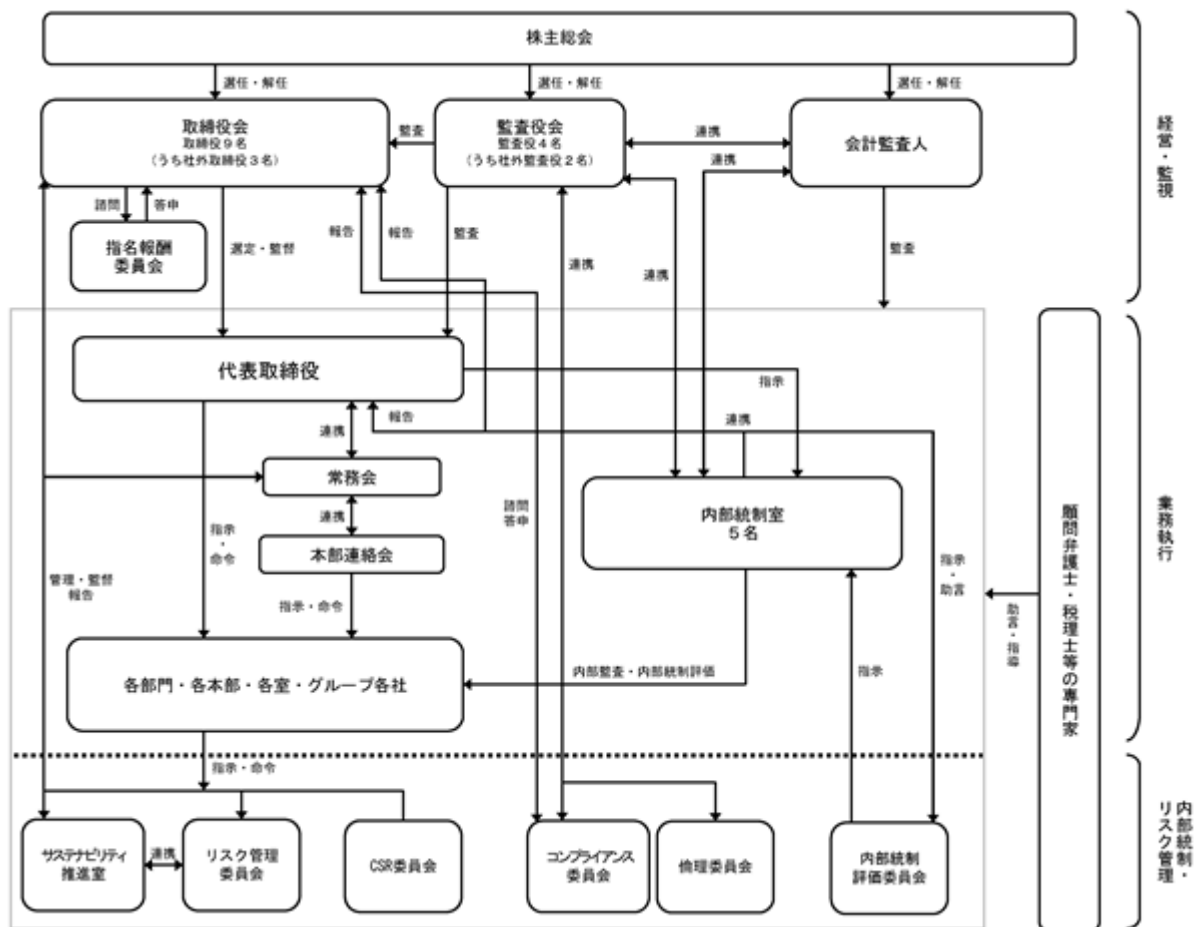 株主総会
選任・解任
選任・解任
選任・解任
取締役会
取締役９名
（うち社外取締役３名）
監査
監査役会
監査役４名
（うち社外監査役２名）
連携
連携
会計監査人
経営・監視
諮問
答申
指名報酬
委員会
選定・監督
報告
報告
監査
連携
連携
監査
代表取締役
指示
報告
連携
連携
常務会
連携
本部連絡会
指示
・
命令
管理・監督
報告
指示・命令
諮問
答申
内部統制室
５名
指示
・
助言
助言・指導
顧問弁護士・税理士等の専門家
業務執行
各部門・各本部・各室・グループ各社
内部監査・内部統制評価
指示
指示・命令
サステナビリティ
推進室
連携
リスク管理
委員会
CSR委員会
コンプライアンス
委員会
倫理委員会
内部統制
評価委員会
内部統制・
リスク管理